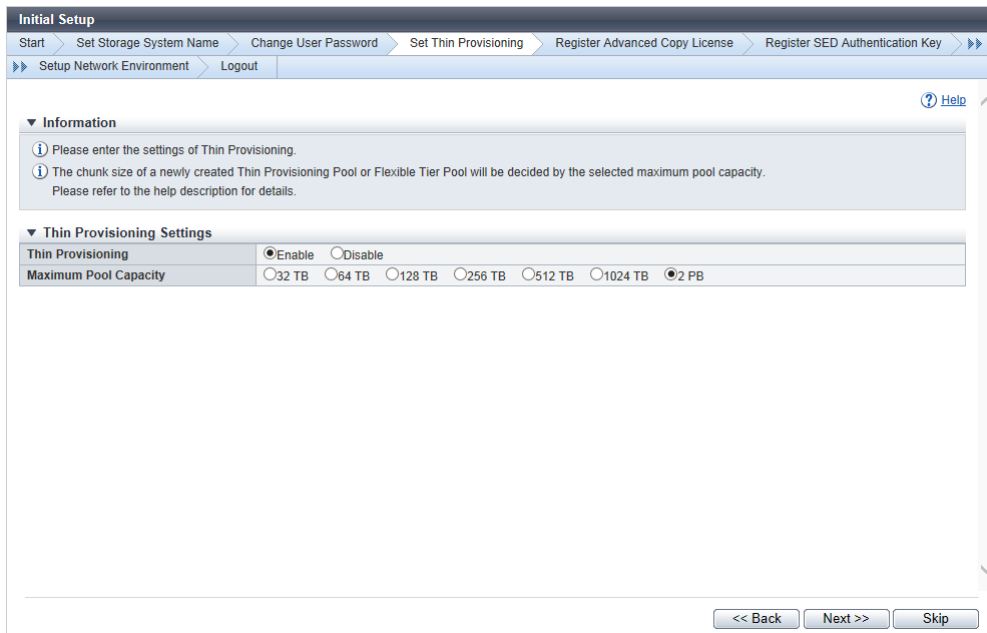 Initial Setup
Start Set Storage System Name Change User Password Set Thin Provisioning Register Advanced Copy License Register SED Authentication Key
Setup Network Environment Logout
? Help
▼ Information
i Please enter the settings of Thin Provisioning.
i The chunk size of a newly created Thin Provisioning Pool or Flexible Tier Pool will be decided by the selected maximum pool capacity.
Please refer to the help description for details.
▼ Thin Provisioning Settings
Thin Provisioning Enable Disable
Maximum Pool Capacity 32 TB 64 TB 128 TB 256 TB 512 TB 1024 TB 2 PB
<< Back Next >> Skip